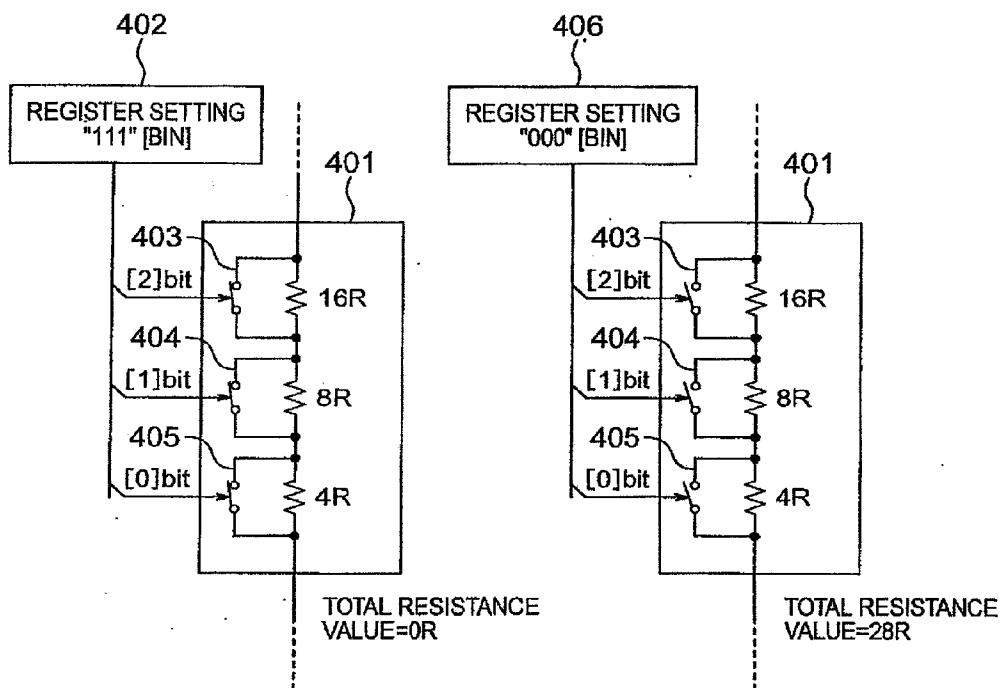 402
REGISTER SETTING
"111" [BIN]
401
403
[2]bit
16R
404
[1]bit
8R
405
[0]bit
4R
TOTAL RESISTANCE
VALUE=0R
406
REGISTER SETTING
"000" [BIN]
401
403
[2]bit
16R
404
[1]bit
8R
405
[0]bit
4R
TOTAL RESISTANCE
VALUE=28R